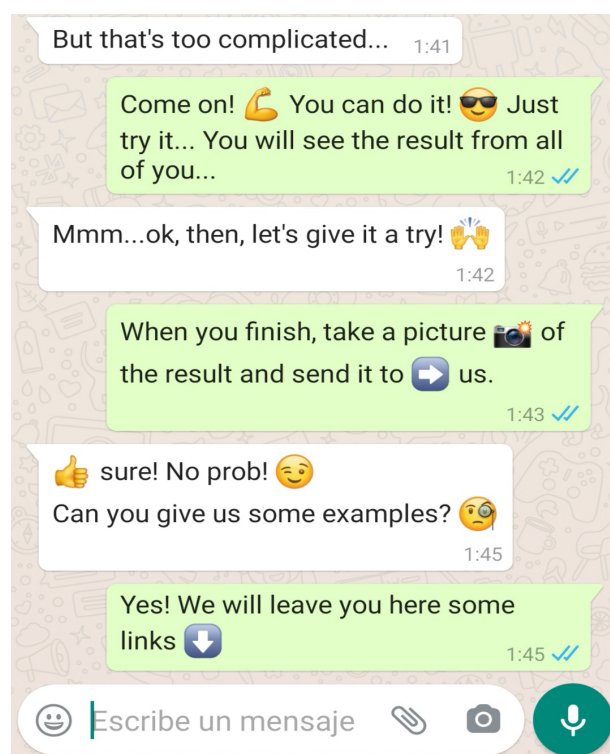 But that's too complicated... 1:41
Come on! 💪 You can do it! 😎 Just
try it... You will see the result from all
of you... 1:42
Mmm...ok, then, let's give it a try! 🙌
1:42
When you finish, take a picture 📸 of
the result and send it to ➡️ us.
1:43
👍 sure! No prob! 😉
Can you give us some examples? 🧐
1:45
Yes! We will leave you here some
links ⬇️ 1:45
Escribe un mensaje